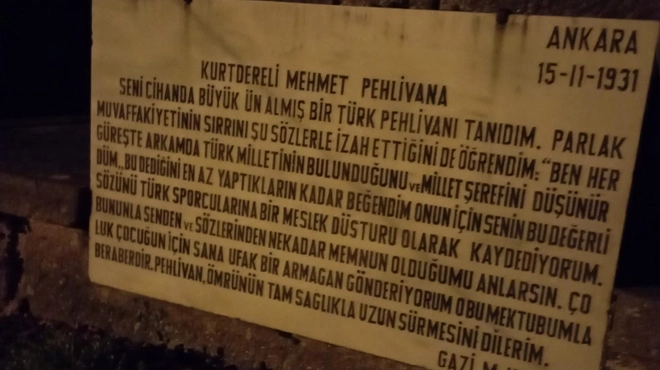 ANKARA
15-11-1931
KURTDERELİ MEHMET PEHLİVANA
SENİ CİHANDA BÜYÜK ÜN ALMIŞ BİR TÜRK PEHLİVANI TANIDIM. PARLAK
MUVAFFAKİYETİNİN SIRRINI ŞU SÖZLERLE İZAH ETTİĞİNİ DE ÖĞRENDİM: "BEN HER
GÜREŞTE ARKAMDA TÜRK MİLLETİNİN BULUNDUĞUNU ve MİLLET ŞEREFİNİ DÜŞÜNÜR
DÜM. BU DEDİĞİNİ EN AZ YAPTIKLARIN KADAR BEĞENDİM ONUN İÇİN SENİN BU DEĞERLİ
SÖZÜNÜ TÜRK SPORCULARINA BİR MESLEK DÜSTURU OLARAK KAYDEDİYORUM.
BUNUNLA SENDEN ve SÖZLERİNDEN NEKADAR MEMNUN OLDUĞUMU ANLARSIN. ÇO
LUK ÇOCUĞUN İÇİN SANA UFAK BİR ARMAGAN GÖNDERİYORUM O BU MEKTUBUMLA
BERABERDİR. PEHLİVAN, ÖMRÜNÜN TAM SAGLIKLA UZUN SÜRMESİNİ DİLERİM.
GAZİ M.